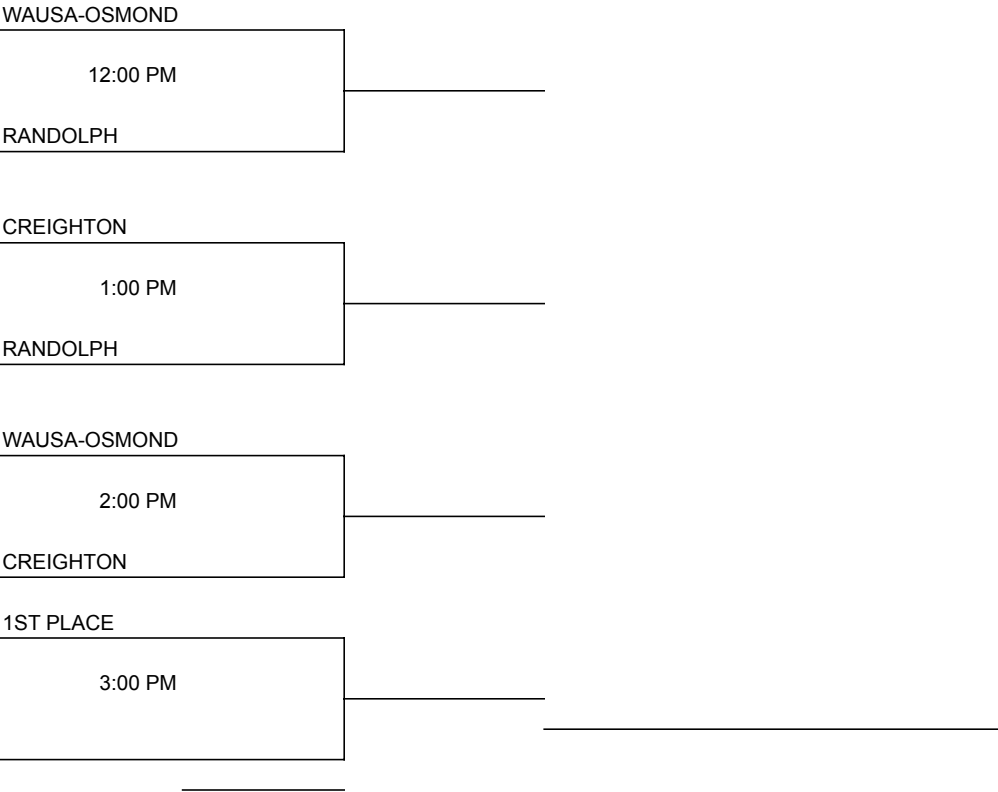 WAUSA-OSMOND
12:00 PM
RANDOLPH
CREIGHTON
1:00 PM
RANDOLPH
WAUSA-OSMOND
2:00 PM
CREIGHTON
1ST PLACE
3:00 PM